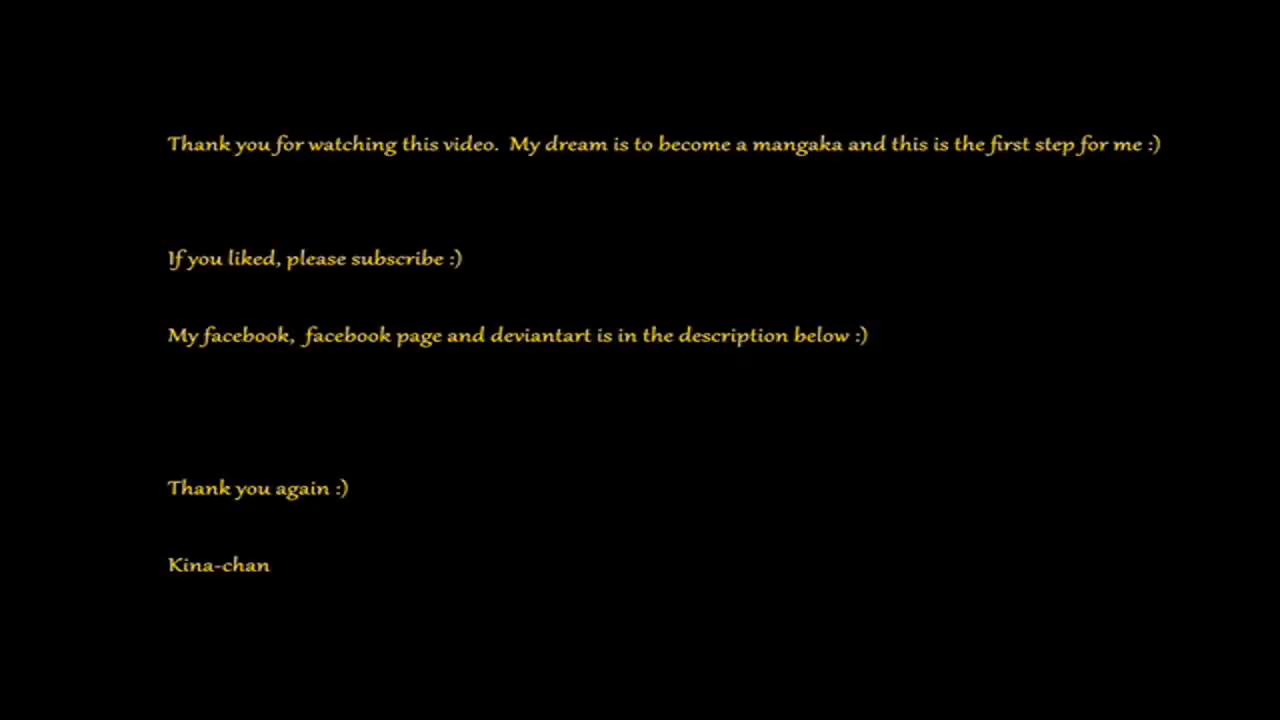 Thank you for watching this video.  My dream is to become a mangaka and this is the first step for me :)
If you liked, please subscribe :)
My facebook,  facebook page and deviantart is in the description below :)
Thank you again :)
Kina-chan